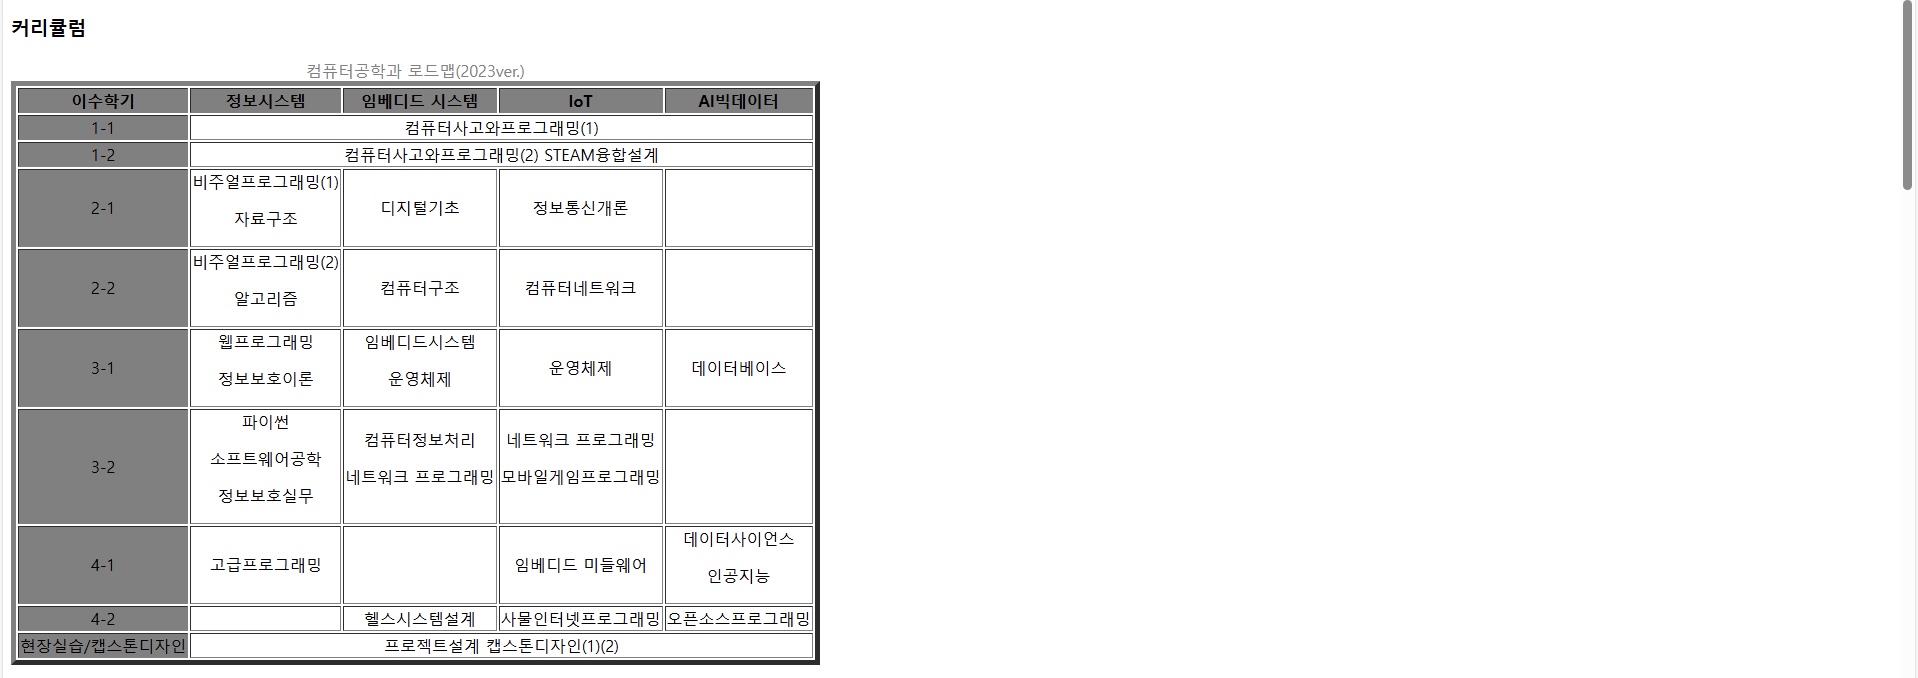 커리큘럼
컴퓨터공학과 로드맵(2023ver.)
이수학기 정보시스템 임베디드 시스템 IoT AI빅데이터
1-1 컴퓨터사고와프로그래밍(1)
1-2 컴퓨터사고와프로그래밍(2) STEAM융합설계
2-1
비주얼프로그래밍(1)
자료구조
디지털기초
정보통신개론
2-2
비주얼프로그래밍(2)
알고리즘
컴퓨터구조
컴퓨터네트워크
3-1
웹프로그래밍
정보보호이론
임베디드시스템
운영체제
운영체제
데이터베이스
3-2
파이썬
소프트웨어공학
정보보호실무
컴퓨터정보처리
네트워크 프로그래밍
네트워크 프로그래밍
모바일게임프로그래밍
4-1
고급프로그래밍
임베디드 미들웨어
데이터사이언스
인공지능
4-2 헬스시스템설계 사물인터넷프로그래밍 오픈소스프로그래밍
현장실습/캡스톤디자인 프로젝트설계 캡스톤디자인(1)(2)